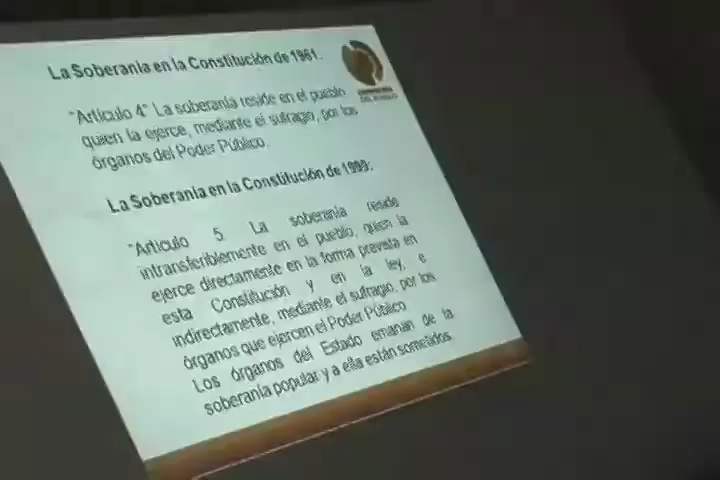 La Soberanía en la Constitución de 1961.
"Artículo 4° La soberanía reside en el pueblo
quien la ejerce, mediante el sufragio, por los
órganos del Poder Público.
La Soberanía en la Constitución de 1999:
"Artículo 5. La soberanía reside
intransferiblemente en el pueblo, quien la
ejerce directamente en la forma prevista en
esta Constitución y en la ley, e
indirectamente, mediante el sufragio, por los
órganos que ejercen el Poder Público
Los órganos del Estado emanan de la
soberanía popular y a ella están sometidos.
DEL PUEBLO